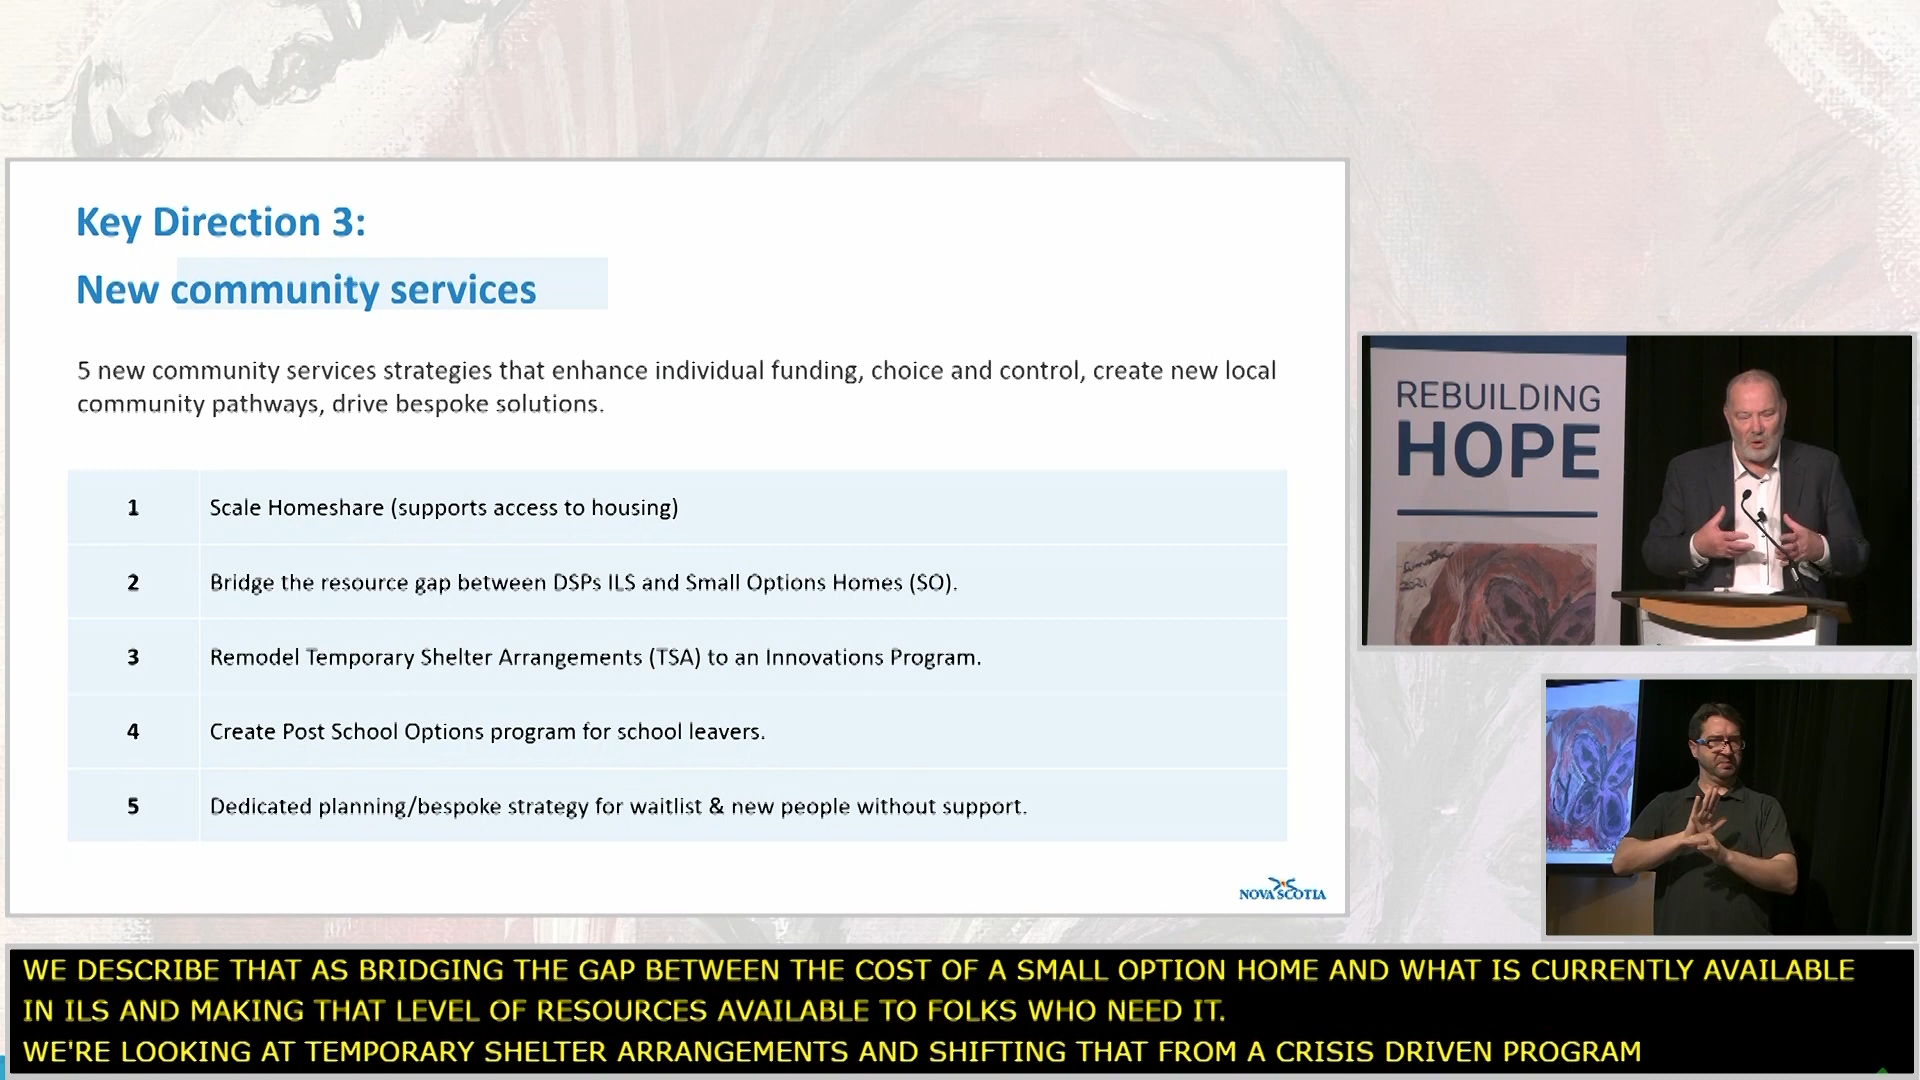 Key Direction 3:
New community services
5 new community services strategies that enhance individual funding, choice and control, create new local
community pathways, drive bespoke solutions.
1 Scale Homeshare (supports access to housing)
2 Bridge the resource gap between DSPs ILS and Small Options Homes (SO).
3 Remodel Temporary Shelter Arrangements (TSA) to an Innovations Program.
4 Create Post School Options program for school leavers.
5 Dedicated planning/bespoke strategy for waitlist & new people without support.
NOVA SCOTIA
REBUILDING
HOPE
WE DESCRIBE THAT AS BRIDGING THE GAP BETWEEN THE COST OF A SMALL OPTION HOME AND WHAT IS CURRENTLY AVAILABLE
IN ILS AND MAKING THAT LEVEL OF RESOURCES AVAILABLE TO FOLKS WHO NEED IT.
WE'RE LOOKING AT TEMPORARY SHELTER ARRANGEMENTS AND SHIFTING THAT FROM A CRISIS DRIVEN PROGRAM